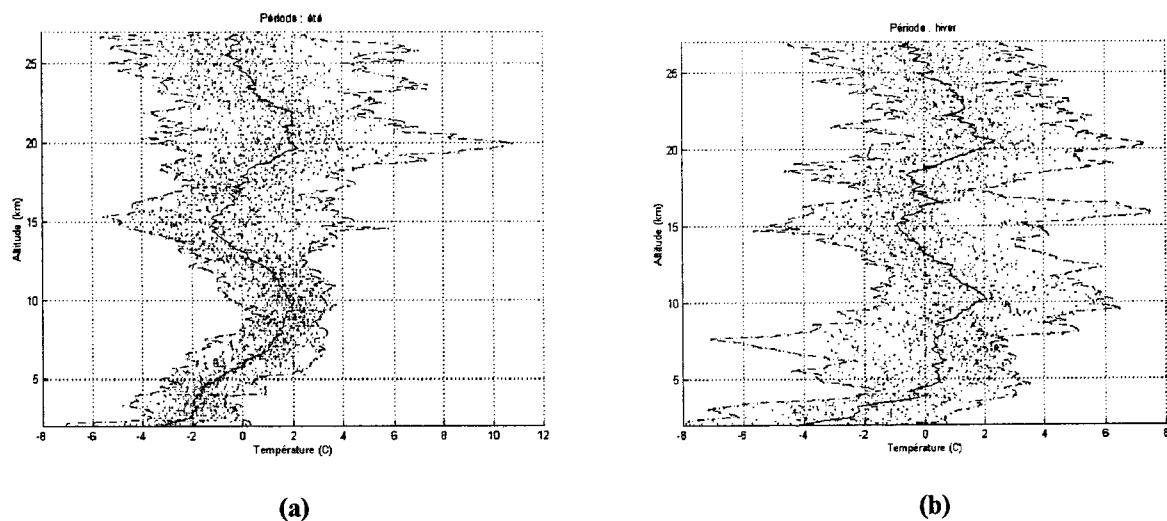 Période : été
25
20
15
10
5
Altitude (km)
-8 -6 -4 -2 0 2 4 6 8 10 12
Température (C)
(a)
Période : hiver
25
20
15
10
5
Altitude (km)
-8 -6 -4 -2 0 2 4 6 8
Température (C)
(b)